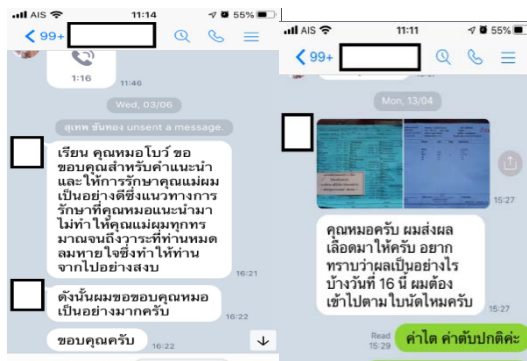 AIS 11:14 55%
99+
1:16
11:46
Wed, 03/06
สุเทพ ขันทอง unsent a message.
เรียน คุณหมอโบว์ ขอ
ขอบคุณสำหรับคำแนะนำ
และให้การรักษาคุณแม่ผม
เป็นอย่างดีซึ่งแนวทางการ
รักษาที่คุณหมอแนะนำมา
ไม่ทำให้คุณแม่ผมทุกทร
มาณจนถึงวาระที่ท่านหมด
ลมหายใจซึ่งทำให้ท่าน
จากไปอย่างสงบ
16:21
ดังนั้นผมขอขอบคุณหมอ
เป็นอย่างมากครับ
16:22
ขอบคุณครับ
16:22
AIS 11:11 55%
99+
Mon, 13/04
15:27
คุณหมอครับ ผมส่งผล
เลือดมาให้ครับ อยาก
ทราบว่าผลเป็นอย่างไร
บ้างวันที่ 16 นี้ ผมต้อง
เข้าไปตามใบนัดไหมครับ
15:27
Read
15:29
ค่าไต ค่าตับปกติค่ะ